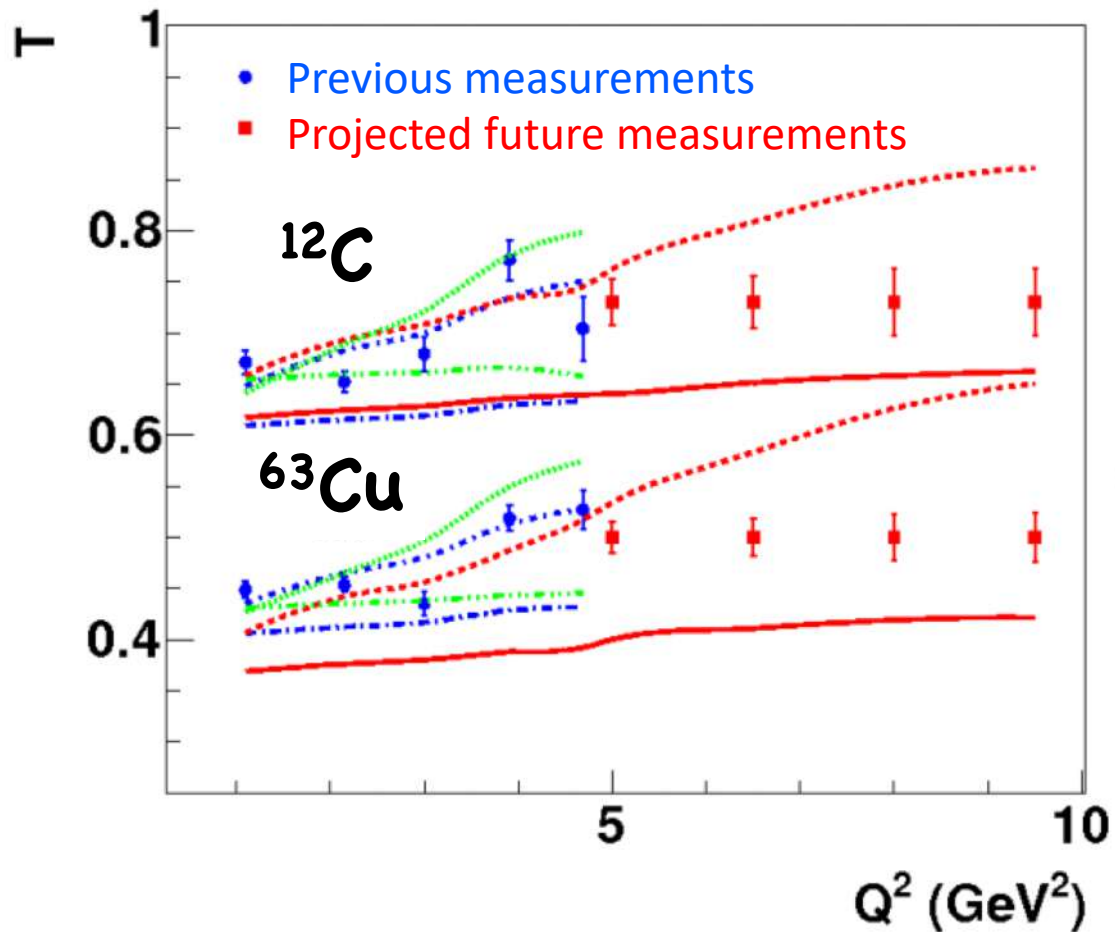 T
1
Previous measurements
Projected future measurements
0.8
¹²C
0.6
⁶³Cu
0.4
5
10
Q² (GeV²)